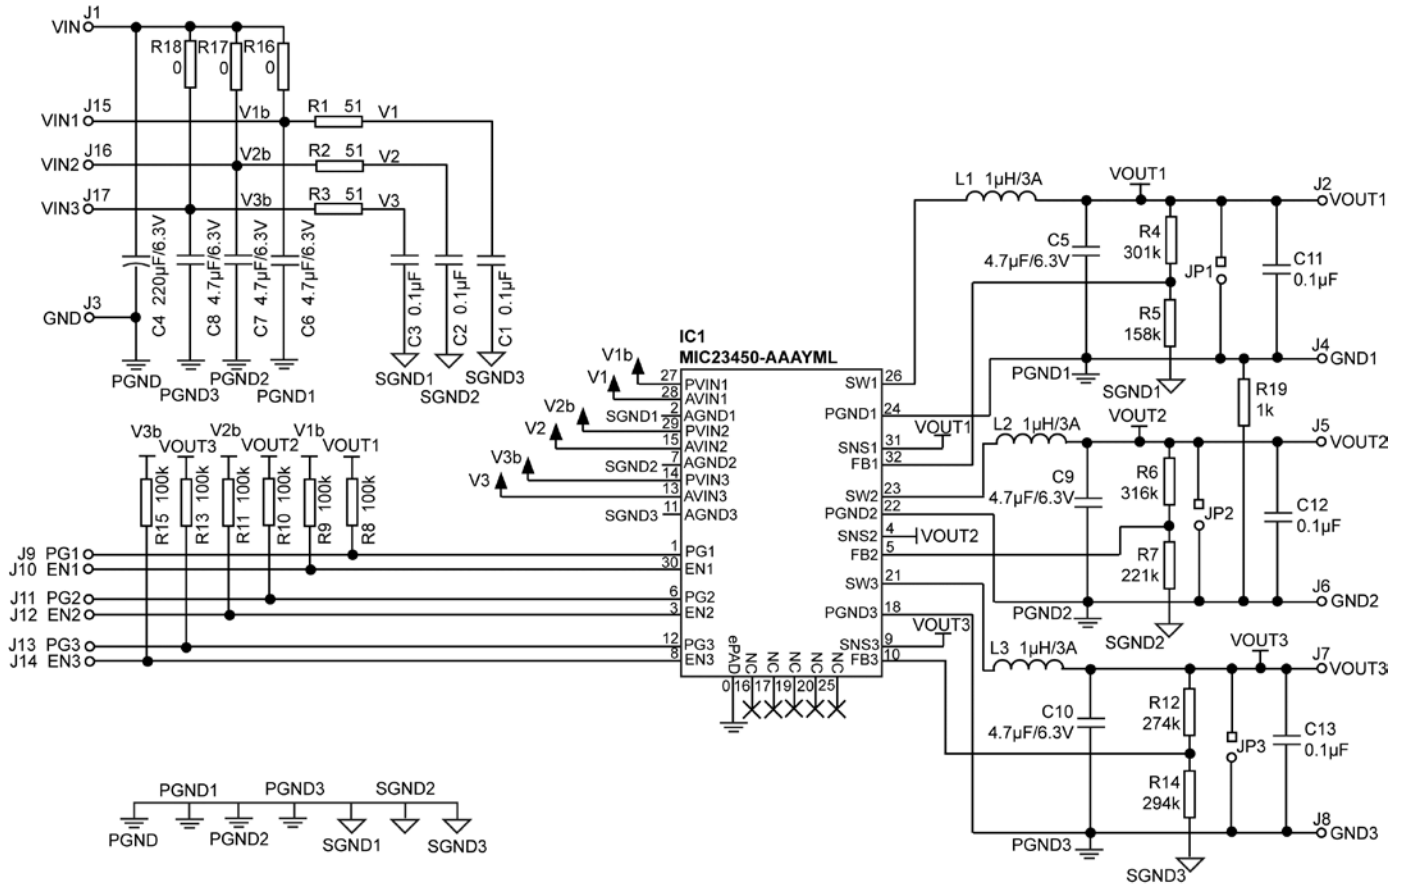 J1
VIN
R18 R17 R16
0 0 0
J15
VIN1
V1b
R1 51
V1
J16
VIN2
V2b
R2 51
V2
J17
VIN3
V3b
R3 51
V3
C4 220µF/6.3V
C8 4.7µF/6.3V
C7 4.7µF/6.3V
C6 4.7µF/6.3V
C3 0.1µF
C2 0.1µF
C1 0.1µF
J3
GND
PGND
PGND3
PGND2
PGND1
SGND1
SGND2
SGND3
V3b
VOUT3
V2b
VOUT2
V1b
VOUT1
R15 100k
R13 100k
R11 100k
R10 100k
R9 100k
R8 100k
J9 PG1
J10 EN1
J11 PG2
J12 EN2
J13 PG3
J14 EN3
IC1
MIC23450-AAAYML
V1b
27 PVIN1
V1
28 AVIN1
SGND1 2 AGND1
V2b
29 PVIN2
V2
15 AVIN2
SGND2 7 AGND2
V3b
14 PVIN3
V3
13 AVIN3
SGND3 11 AGND3
1 PG1
30 EN1
6 PG2
3 EN2
12 PG3
8 EN3
SW1 26
PGND1 24
SNS1 31 VOUT1
FB1 32
SW2 23
PGND2 22
SNS2 4 VOUT2
FB2 5
SW3 21
PGND3 18
SNS3 9 VOUT3
FB3 10
ePAD NC NC NC NC NC
0 16 17 19 20 25
L1 1µH/3A
VOUT1
J2
VOUT1
C5
4.7µF/6.3V
R4
301k
JP1
C11
0.1µF
R5
158k
J4
GND1
PGND1
SGND1
R19
1k
L2 1µH/3A
VOUT2
J5
VOUT2
C9
4.7µF/6.3V
R6
316k
JP2
C12
0.1µF
R7
221k
J6
GND2
PGND2
SGND2
L3 1µH/3A
VOUT3
J7
VOUT3
C10
4.7µF/6.3V
R12
274k
JP3
C13
0.1µF
R14
294k
J8
GND3
PGND3
SGND3
PGND1 PGND3 SGND2
PGND PGND2 SGND1 SGND3